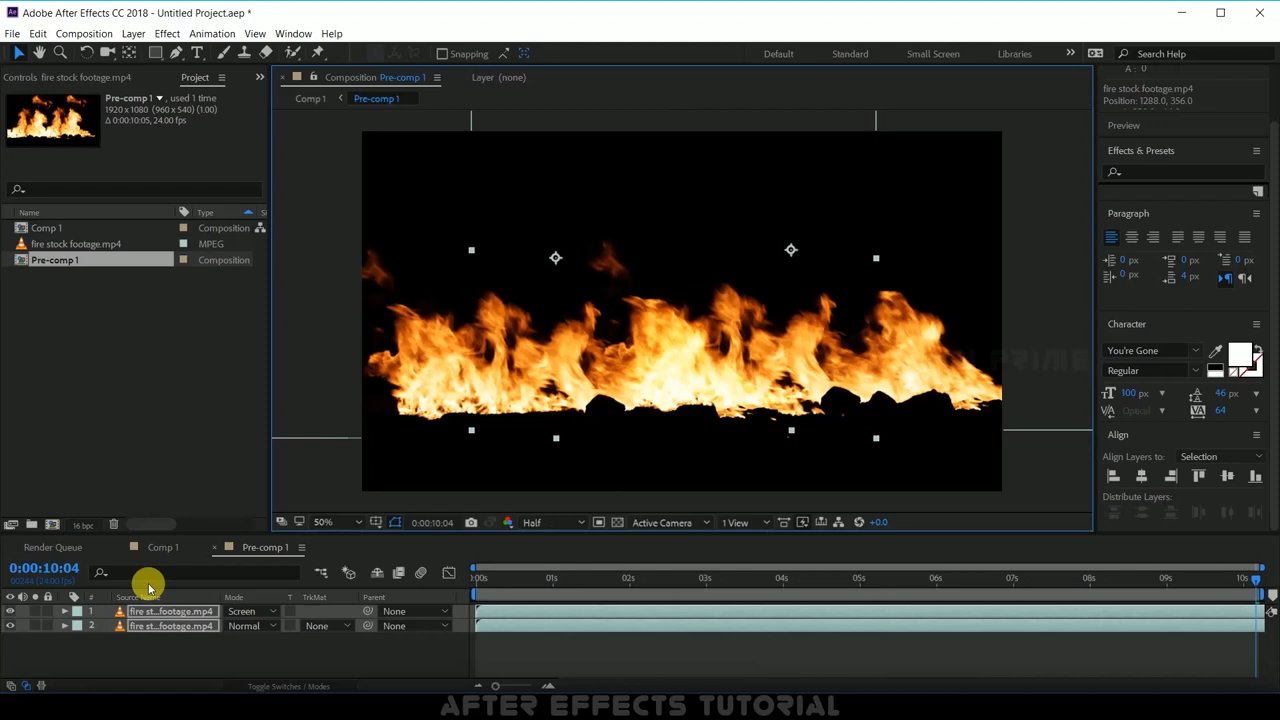 Ae Adobe After Effects CC 2018 - Untitled Project.aep *
File Edit Composition Layer Effect Animation View Window Help
Snapping
Default Standard Small Screen Libraries Search Help
Controls fire stock footage.mp4 Project
Composition Pre-comp 1 Layer (none)
Comp 1 Pre-comp 1
Pre-comp 1 , used 1 time
1920 x 1080 (960 x 540) (1.00)
Δ 0:00:10:05, 24.00 fps
Name Type
Comp 1 Composition
fire stock footage.mp4 MPEG
Pre-comp 1 Composition
16 bpc
50% 0:00:10:04 Half Active Camera 1 View +0.0
A : 0
fire stock footage.mp4
Position: 1288.0, 356.0
Preview
Effects & Presets
Paragraph
0 px 0 px 0 px
0 px 4 px
Character
You're Gone
Regular
100 px 46 px
Optical 64
Align
Align Layers to: Selection
Distribute Layers:
PRIME
Render Queue Comp 1 Pre-comp 1
0:00:10:04
00244 (24.00 fps)
# Source Name Mode T TrkMat Parent
1 fire st...footage.mp4 Screen None
2 fire st...footage.mp4 Normal None None
:00s 01s 02s 03s 04s 05s 06s 07s 08s 09s 10s
Toggle Switches / Modes
AFTER EFFECTS TUTORIAL